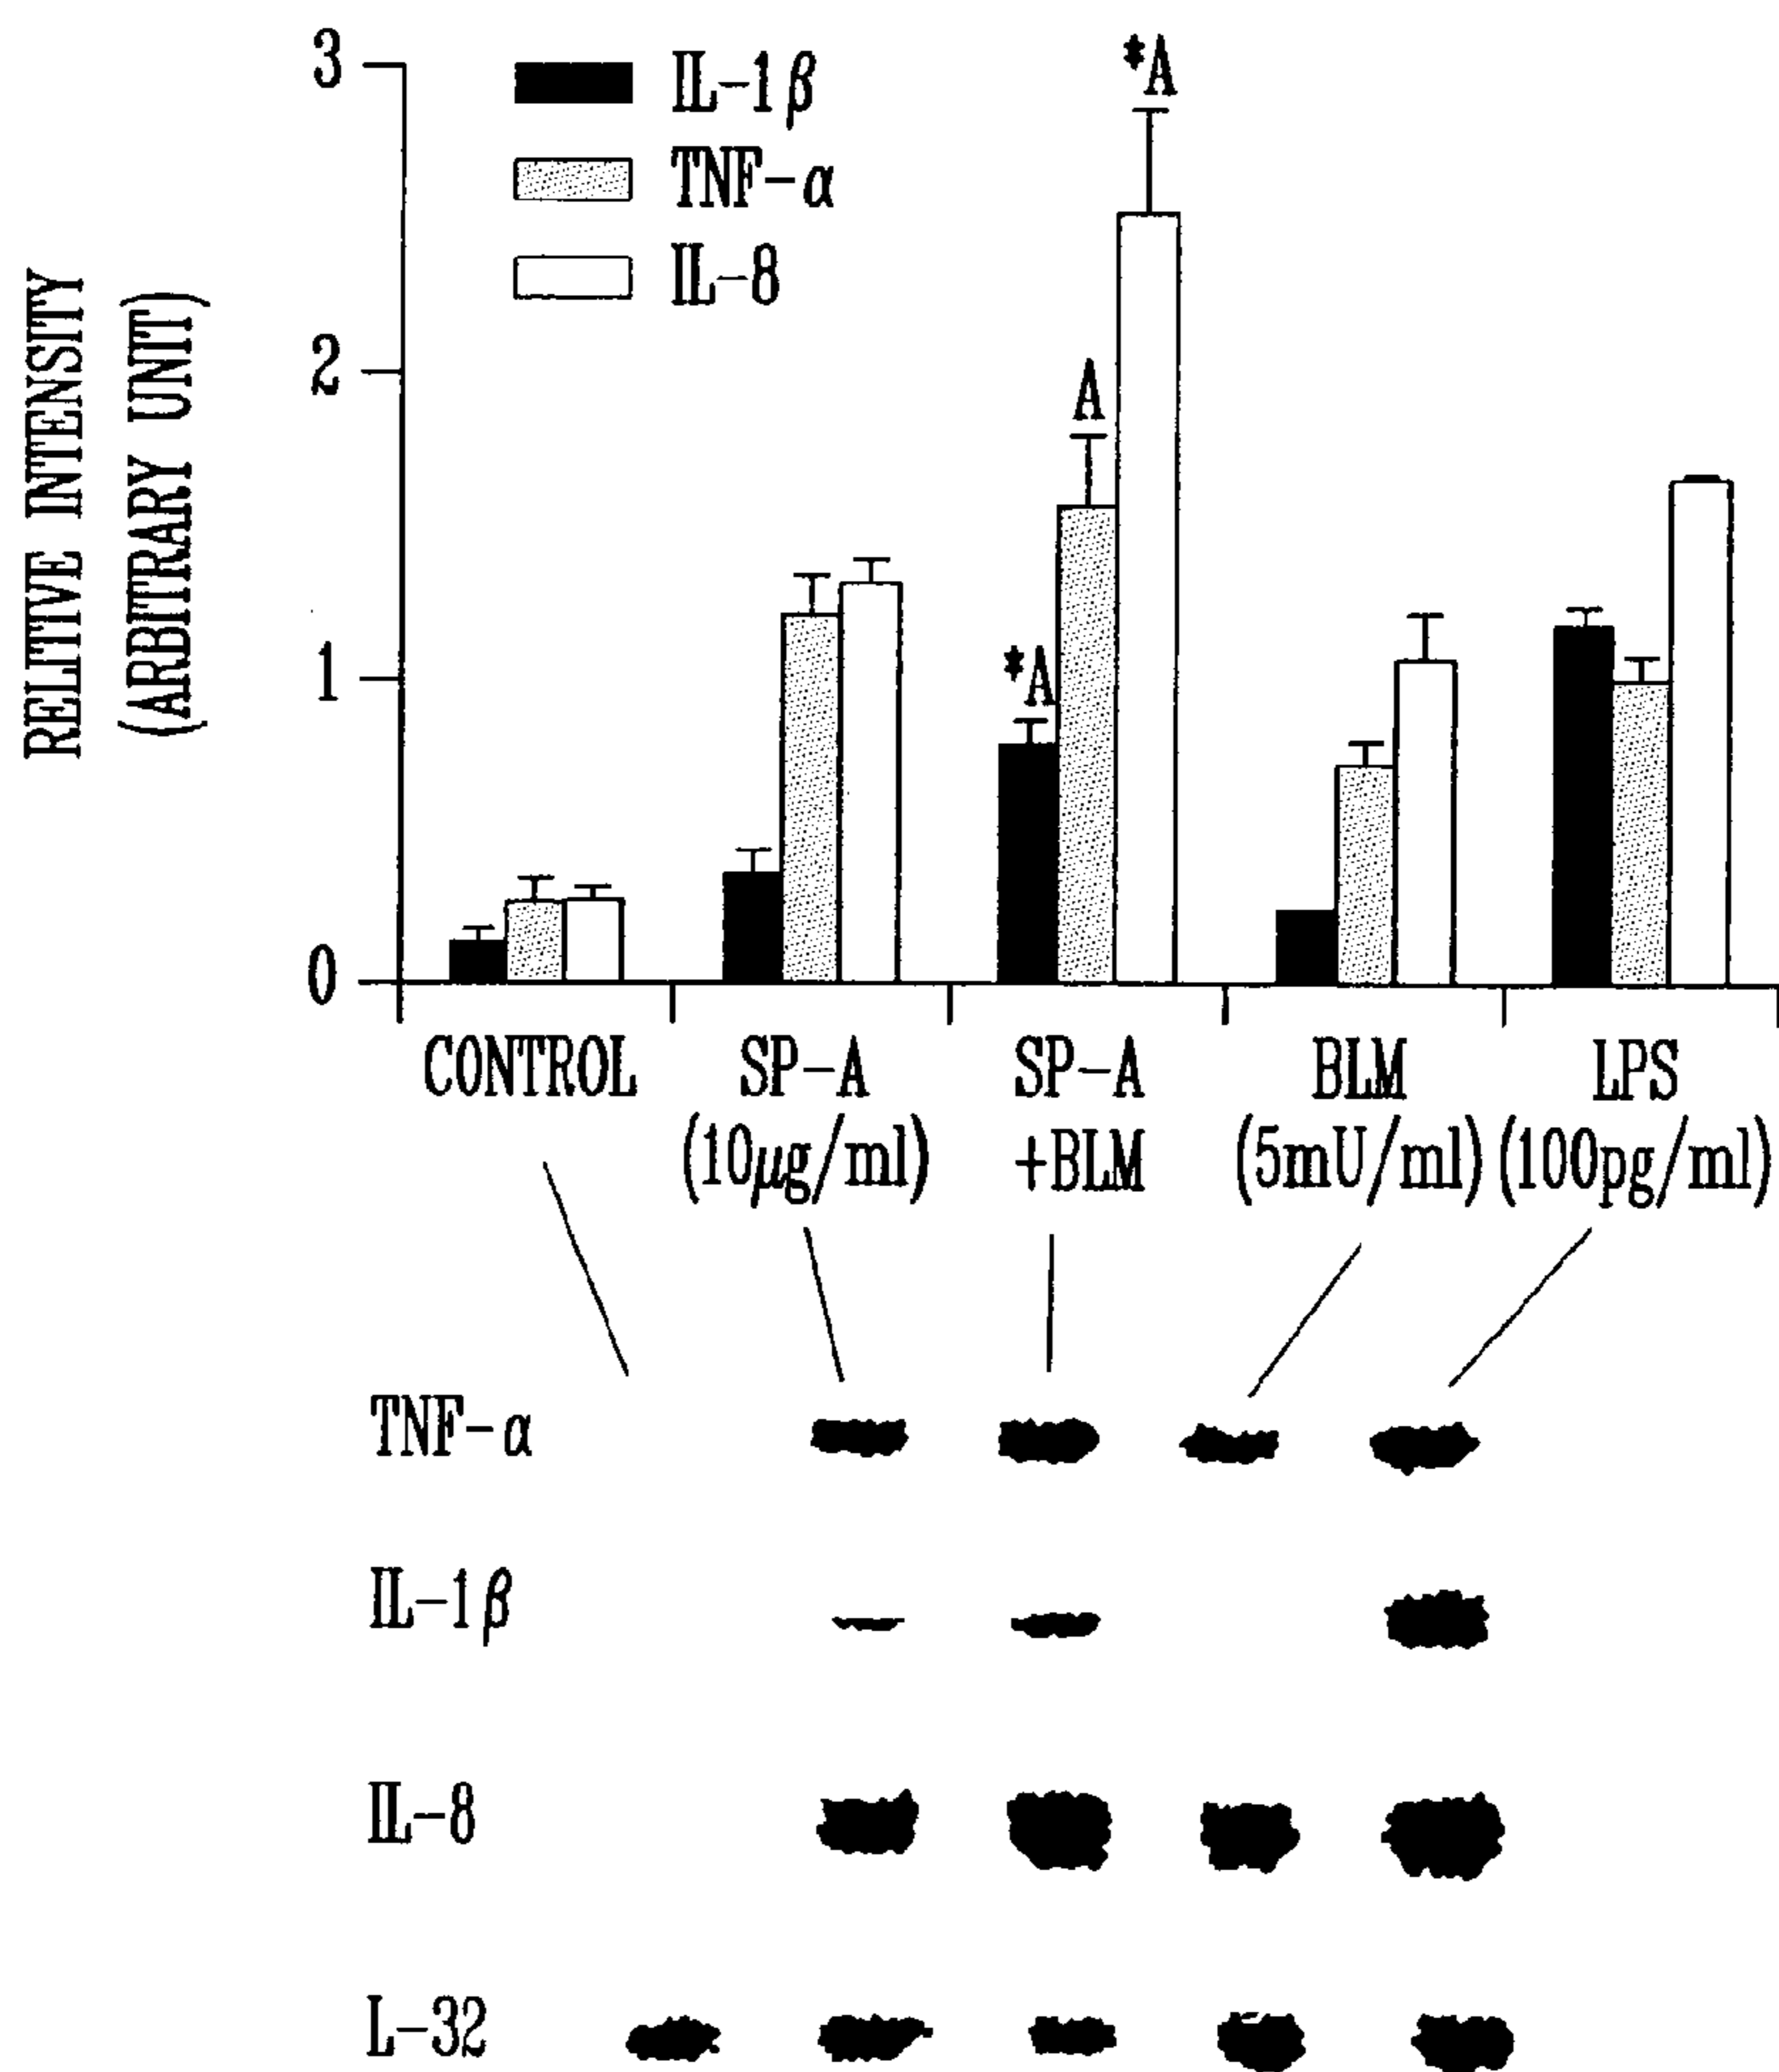 RELITIVE INTENSITY
(ARBITRARY UNIT)
3
2
1
0
IL-1β
TNF-α
IL-8
*A
A
*A
CONTROL
SP-A
(10μg/ml)
SP-A
+BLM
BLM
(5mU/ml)
LPS
(100pg/ml)
TNF-α
IL-1β
IL-8
L-32